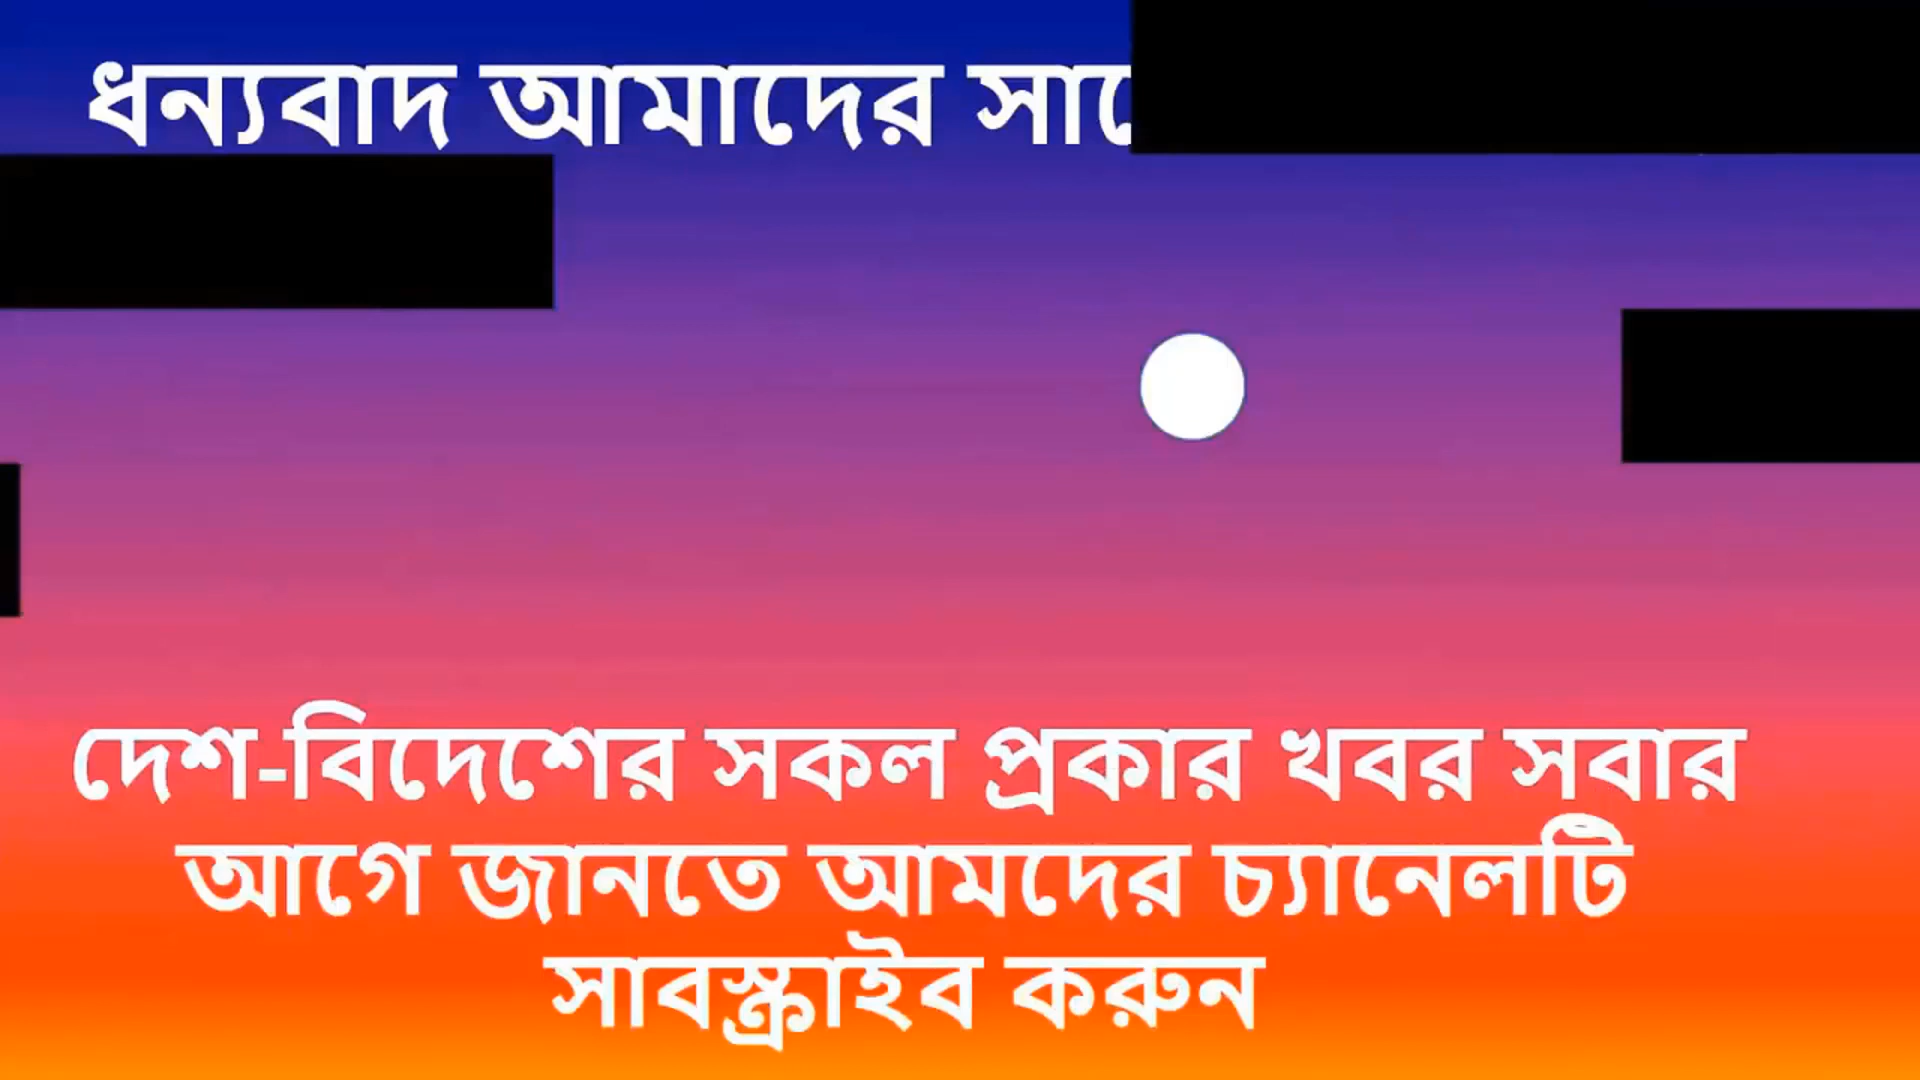 ধন্যবাদ আমাদের
দেশ-বিদেশের সকল প্রকার খবর সবার
আগে জানতে আমদের চ্যানেলটি
সাবস্ক্রাইব করুন